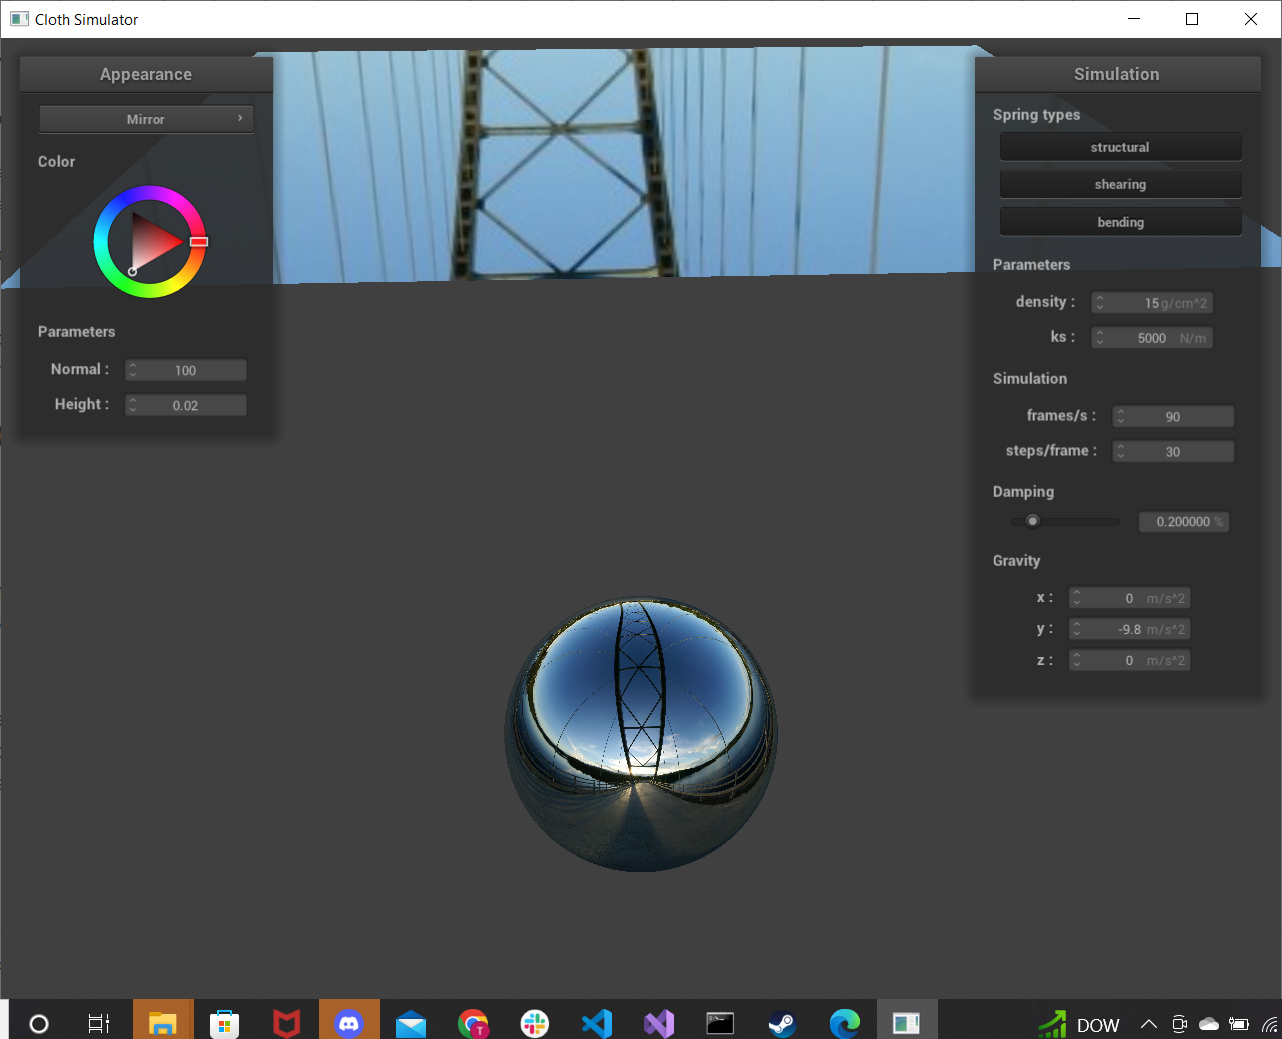 Cloth Simulator
Appearance
Mirror
Color
Parameters
Normal : 100
Height : 0.02
Simulation
Spring types
structural
shearing
bending
Parameters
density : 15 g/cm^2
ks : 5000 N/m
Simulation
frames/s : 90
steps/frame : 30
Damping
0.200000 %
Gravity
x : 0 m/s^2
y : -9.8 m/s^2
z : 0 m/s^2
T
DOW